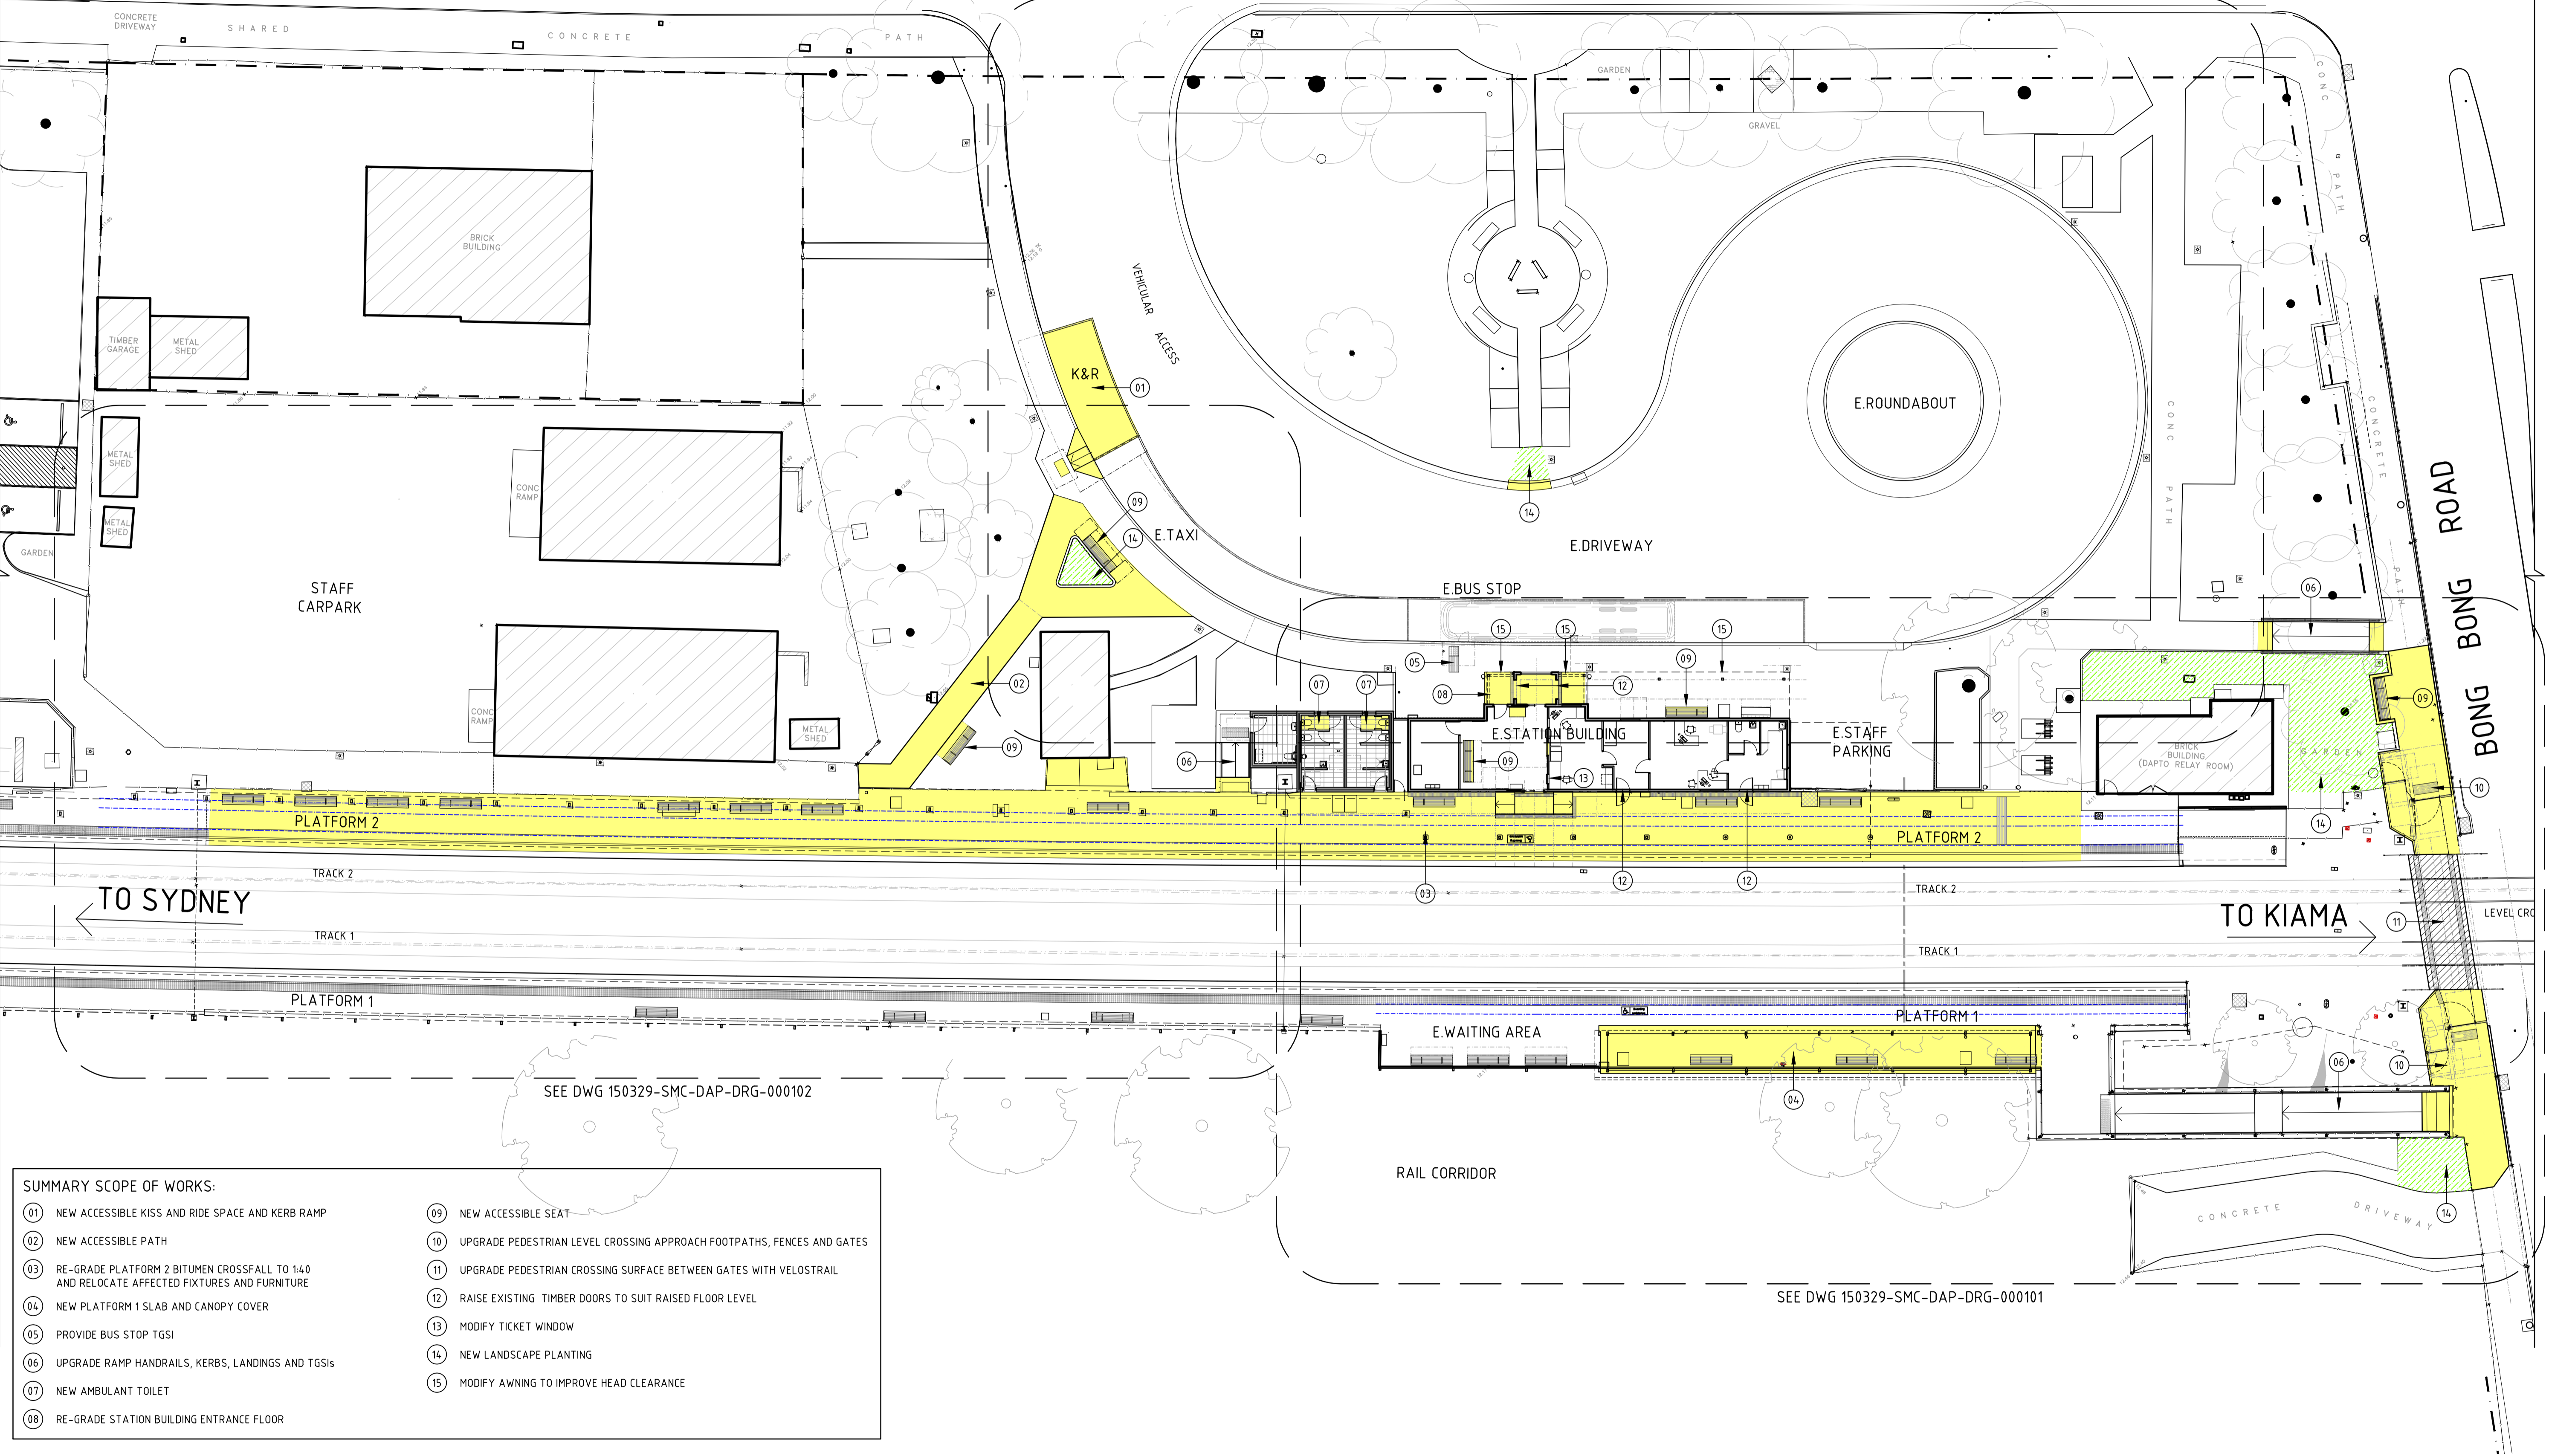 CONCRETE
DRIVEWAY
SHARED
CONCRETE
PATH
GARDEN
GRAVEL
CONC
PATH
BRICK
BUILDING
TIMBER
GARAGE
METAL
SHED
VEHICULAR
ACCESS
K&R
01
E.ROUNDABOUT
CONC
PATH
CONCRETE
PATH
METAL
SHED
METAL
SHED
CONC
RAMP
GARDEN
09
14
E.TAXI
14
E.DRIVEWAY
BONG BONG ROAD
STAFF
CARPARK
E.BUS STOP
06
15
15
15
05
09
02
07
07
08
12
09
CONC
RAMP
METAL
SHED
09
06
E.STATION BUILDING
09
13
E.STAFF
PARKING
BRICK
BUILDING
(DAPTO RELAY ROOM)
GARDEN
10
14
PLATFORM 2
PLATFORM 2
TRACK 2
03
12
12
TRACK 2
TO SYDNEY
TO KIAMA
11
LEVEL CRO
TRACK 1
TRACK 1
PLATFORM 1
E.WAITING AREA
PLATFORM 1
06
10
04
SEE DWG 150329-SMC-DAP-DRG-000102
RAIL CORRIDOR
CONCRETE
DRIVEWAY
14
SEE DWG 150329-SMC-DAP-DRG-000101
SUMMARY SCOPE OF WORKS:
01 NEW ACCESSIBLE KISS AND RIDE SPACE AND KERB RAMP
02 NEW ACCESSIBLE PATH
03 RE-GRADE PLATFORM 2 BITUMEN CROSSFALL TO 1:40
AND RELOCATE AFFECTED FIXTURES AND FURNITURE
04 NEW PLATFORM 1 SLAB AND CANOPY COVER
05 PROVIDE BUS STOP TGSI
06 UPGRADE RAMP HANDRAILS, KERBS, LANDINGS AND TGSIs
07 NEW AMBULANT TOILET
08 RE-GRADE STATION BUILDING ENTRANCE FLOOR
09 NEW ACCESSIBLE SEAT
10 UPGRADE PEDESTRIAN LEVEL CROSSING APPROACH FOOTPATHS, FENCES AND GATES
11 UPGRADE PEDESTRIAN CROSSING SURFACE BETWEEN GATES WITH VELOSTRAIL
12 RAISE EXISTING TIMBER DOORS TO SUIT RAISED FLOOR LEVEL
13 MODIFY TICKET WINDOW
14 NEW LANDSCAPE PLANTING
15 MODIFY AWNING TO IMPROVE HEAD CLEARANCE